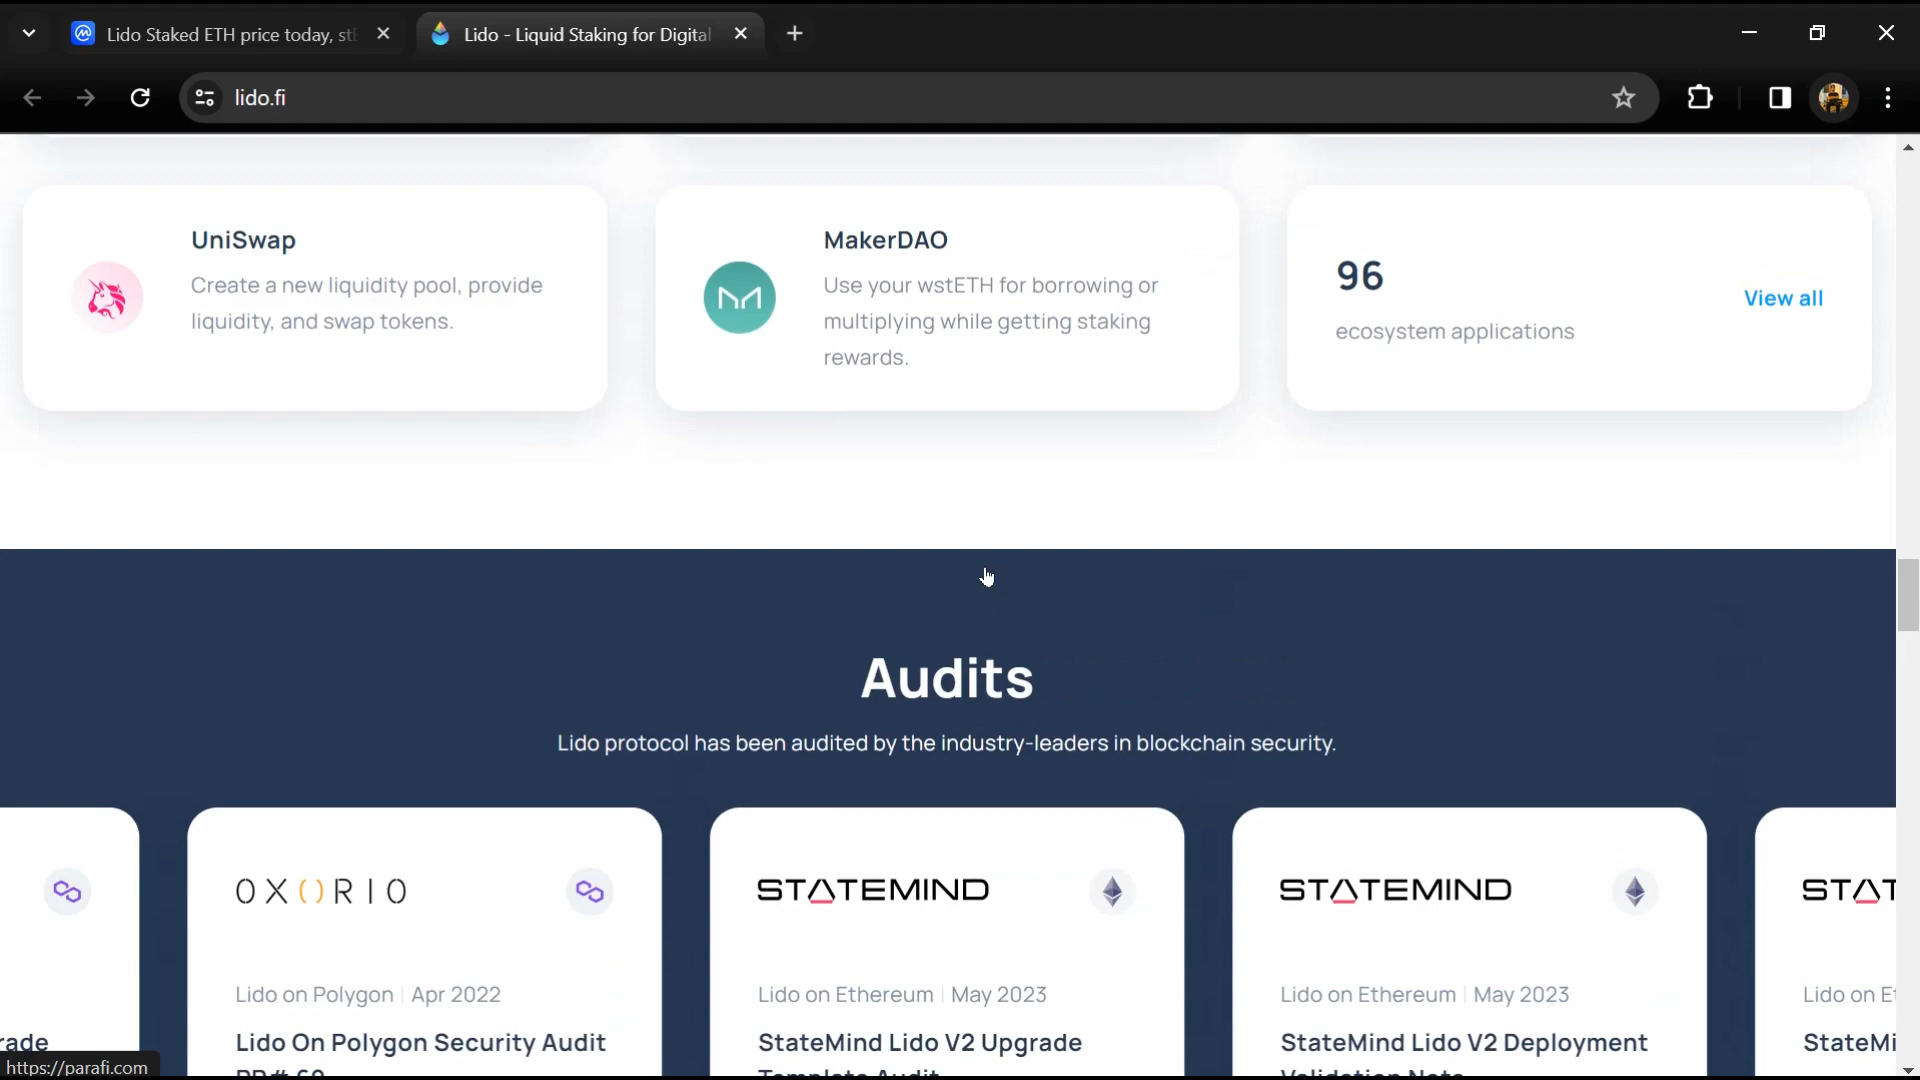 Lido Staked ETH price today, stE
Lido - Liquid Staking for Digital
lido.fi
UniSwap
Create a new liquidity pool, provide
liquidity, and swap tokens.
MakerDAO
Use your wstETH for borrowing or
multiplying while getting staking
rewards.
96
ecosystem applications
View all
Audits
Lido protocol has been audited by the industry-leaders in blockchain security.
rade
OXORIO
Lido on Polygon | Apr 2022
Lido On Polygon Security Audit
STATEMIND
Lido on Ethereum | May 2023
StateMind Lido V2 Upgrade
Template Audit
STATEMIND
Lido on Ethereum | May 2023
StateMind Lido V2 Deployment
Validation Note
STAT
Lido on Et
StateMi
https://parafi.com